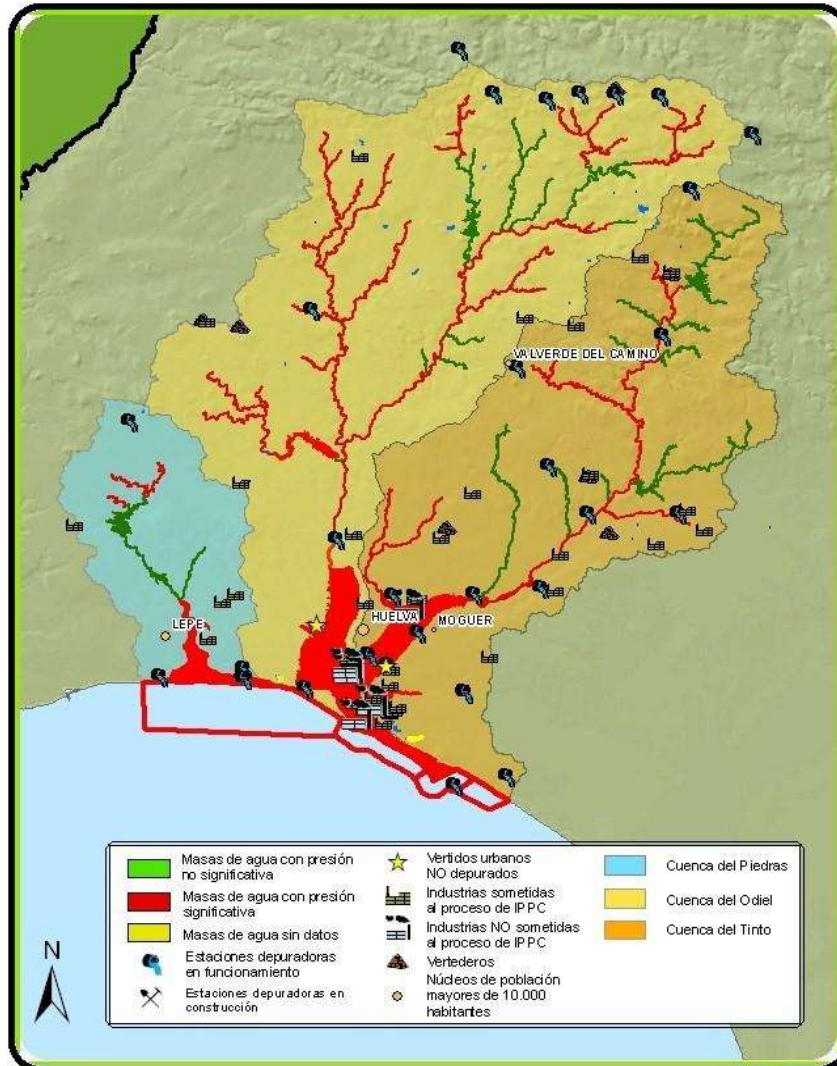 VALVERDE DEL CAMINO
LEPE
HUELVA
MOGUER
N
Masas de agua con presión
no significativa
Masas de agua con presión
significativa
Masas de agua sin datos
Estaciones depuradoras
en funcionamiento
Estaciones depuradoras en
construcción
Vertidos urbanos
NO depurados
Industrias sometidas
al proceso de IPPC
Industrias NO sometidas
al proceso de IPPC
Vertederos
Núcleos de población
mayores de 10.000
habitantes
Cuenca del Piedras
Cuenca del Odiel
Cuenca del Tinto